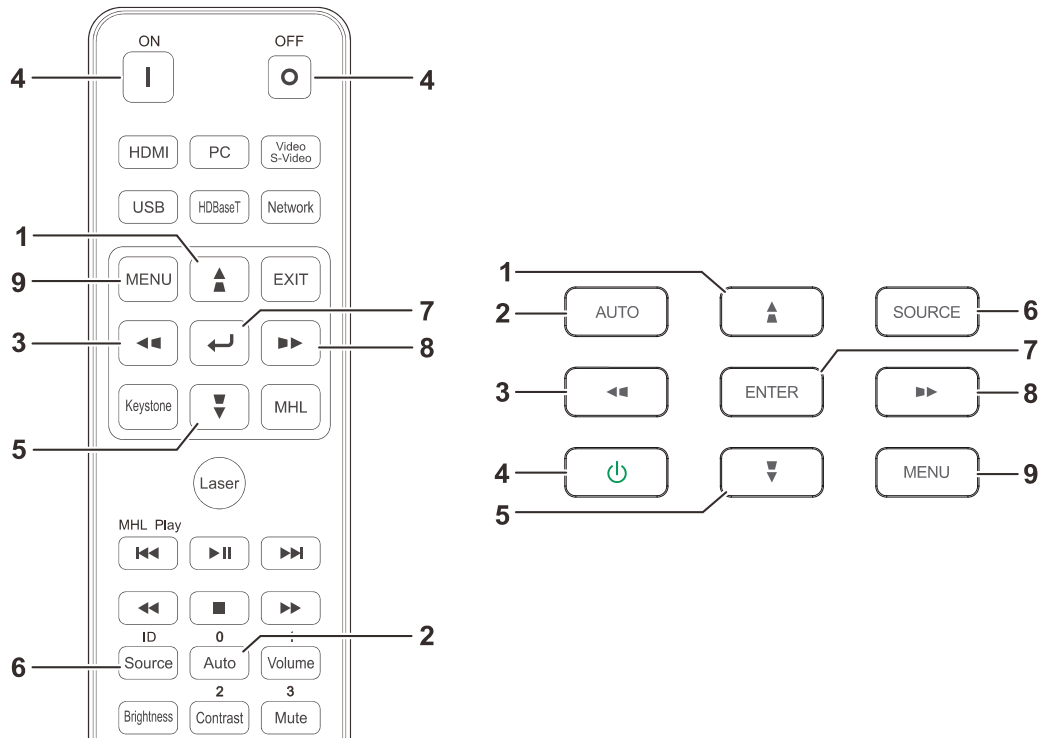 ON OFF
4 4
HDMI PC Video
S-Video
USB HDBaseT Network
1
9 MENU EXIT
7
3 8
Keystone MHL
5
Laser
MHL Play
ID 0 :
2
6 Source Auto Volume
2 3
Brightness Contrast Mute
1
2 AUTO SOURCE 6
7
3 ENTER 8
4 MENU 9
5